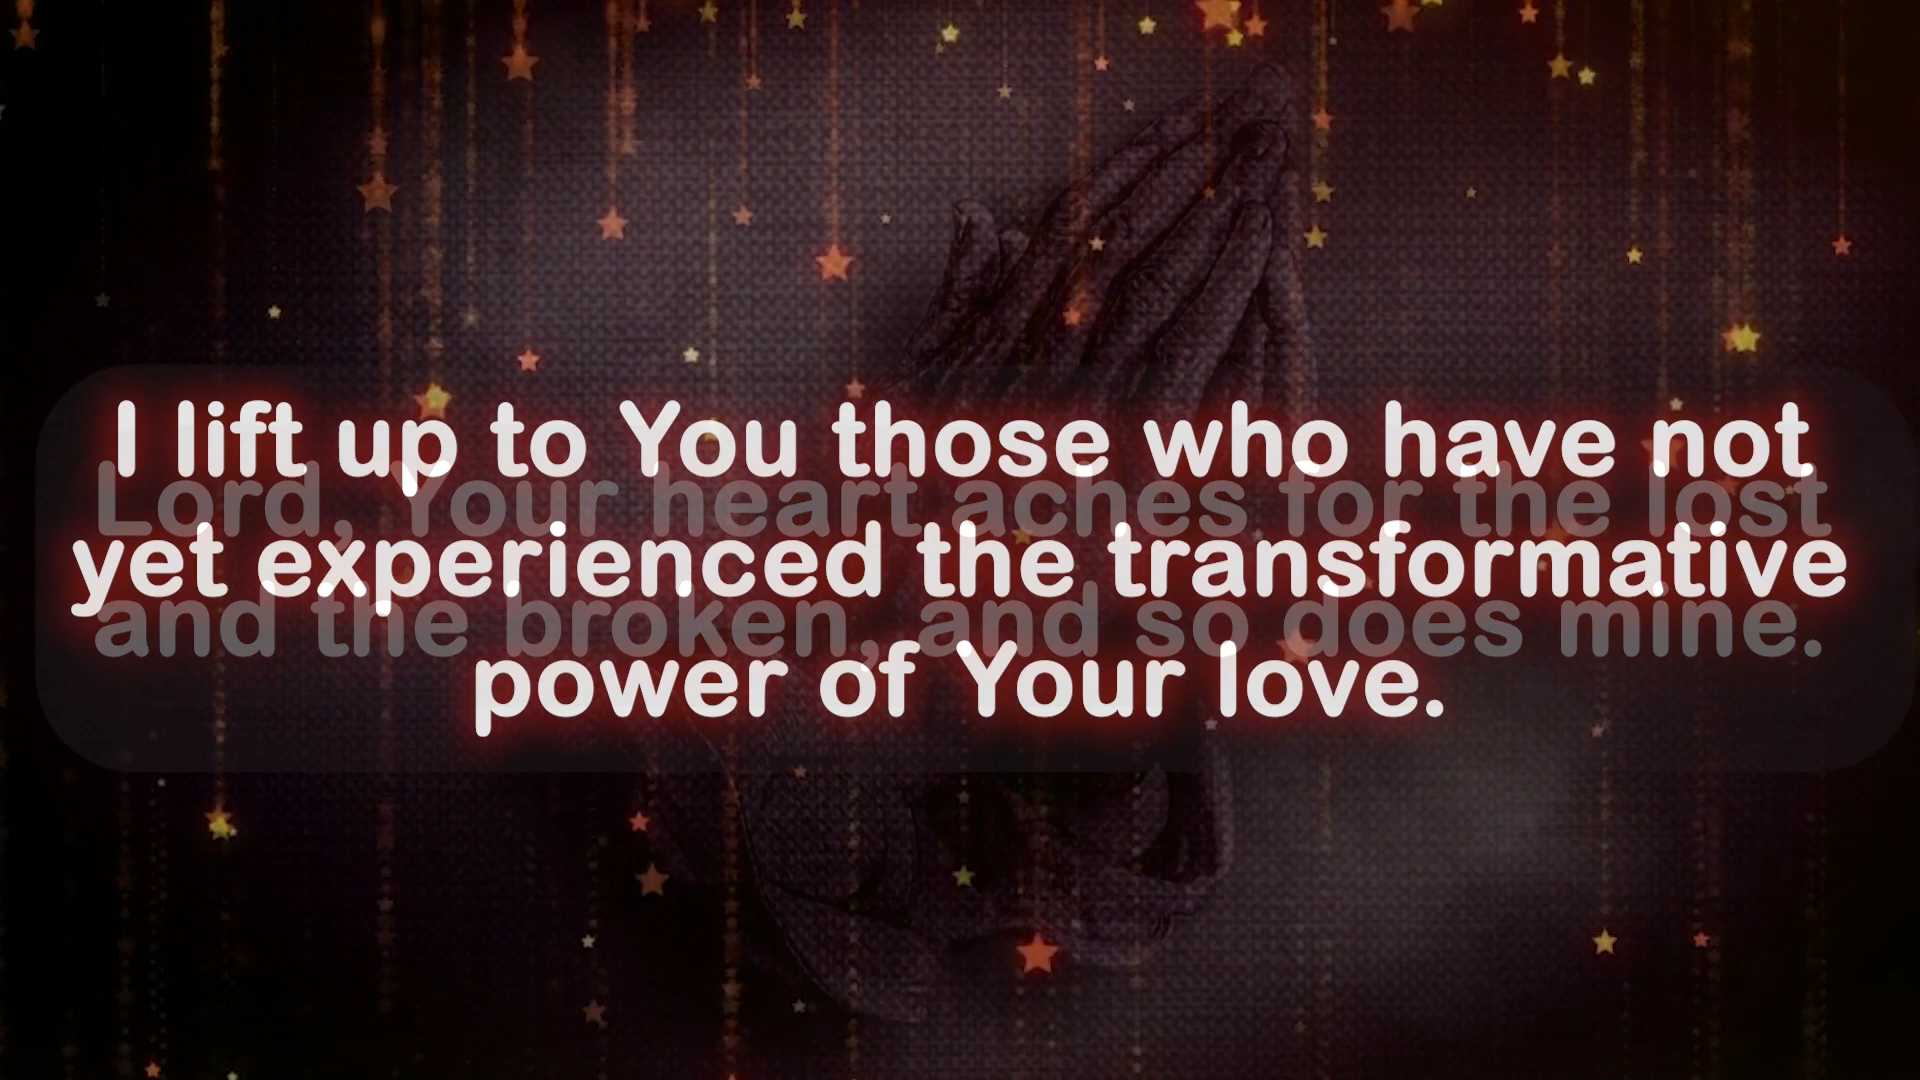 I lift up to You those who have not
yet experienced the transformative
power of Your love.
Lord, Your heart aches for the lost
and the broken, and so does mine.